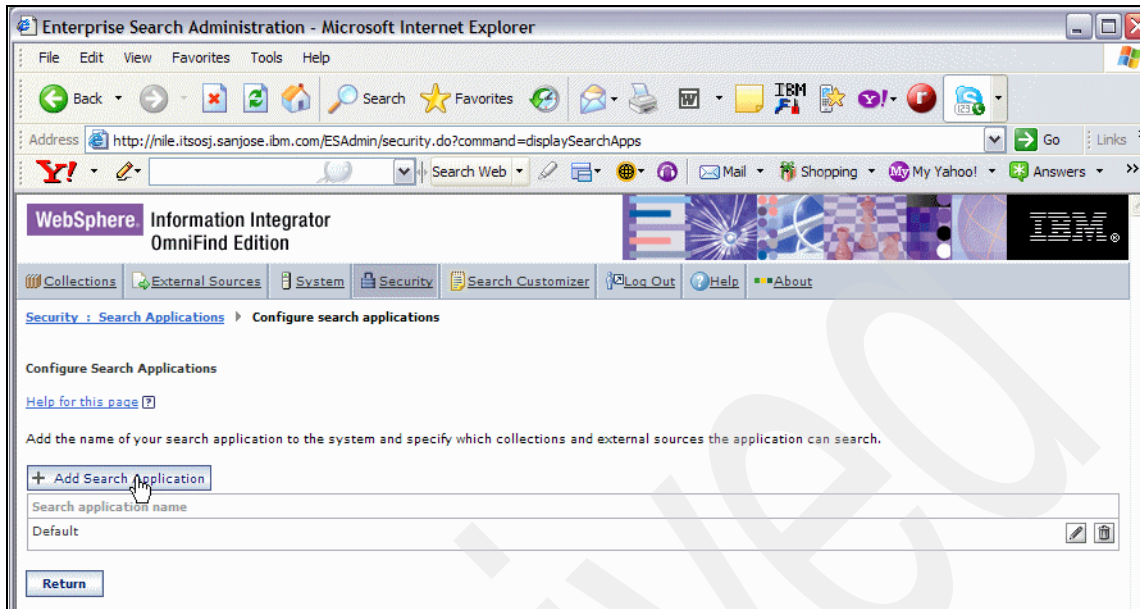 Enterprise Search Administration - Microsoft Internet Explorer
File Edit View Favorites Tools Help
Back Search Favorites W IBM
Address http://nile.itsosj.sanjose.ibm.com/ESAdmin/security.do?command=displaySearchApps Go Links
Y! Search Web Mail Shopping My My Yahoo! Answers »
WebSphere. Information Integrator
OmniFind Edition
IBM®
Collections External Sources System Security Search Customizer Log Out Help About
Security : Search Applications Configure search applications
Configure Search Applications
Help for this page ?
Add the name of your search application to the system and specify which collections and external sources the application can search.
+ Add Search Application
Search application name
Default
Return